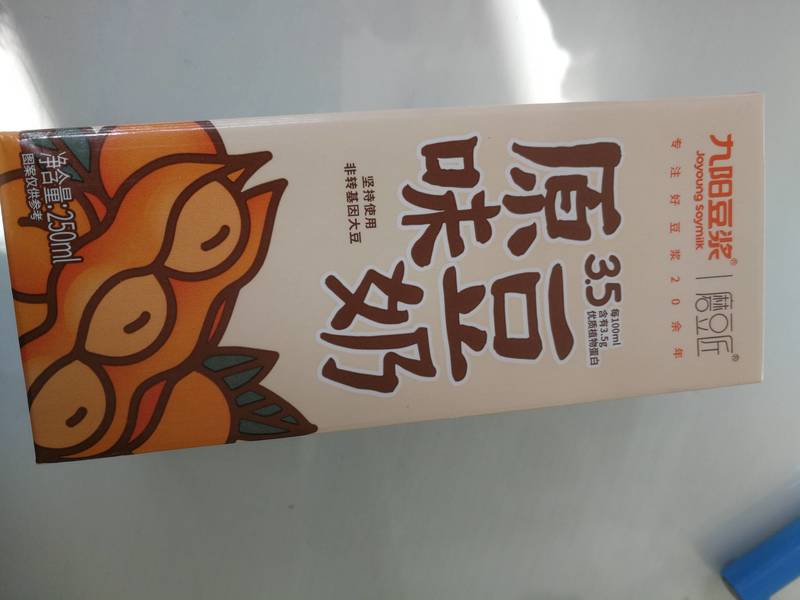 九阳豆浆®
Joyoung soymilk
磨豆匠®
专注好豆浆20余年
原味
豆奶
3.5
每100ml
含有3.5g
优质植物蛋白
坚持使用
非转基因大豆
净含量:250ml
图案仅供参考